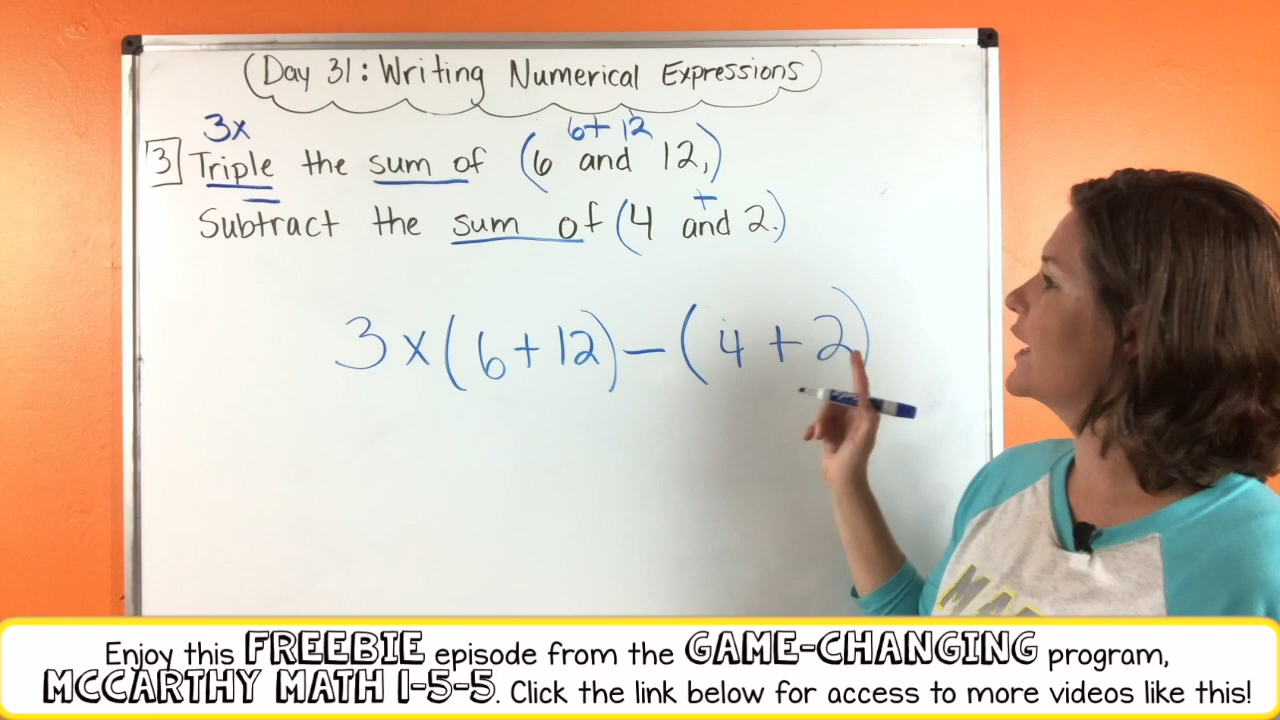 Day 31: Writing Numerical Expressions
3x 6+ 12
3 Triple the sum of (6 and 12,)
+
Subtract the sum of (4 and 2.)
3x(6+12)-(4+2)
Enjoy this FREEBIE episode from the GAME-CHANGING program,
MCCARTHY MATH 1-5-5. Click the link below for access to more videos like this!